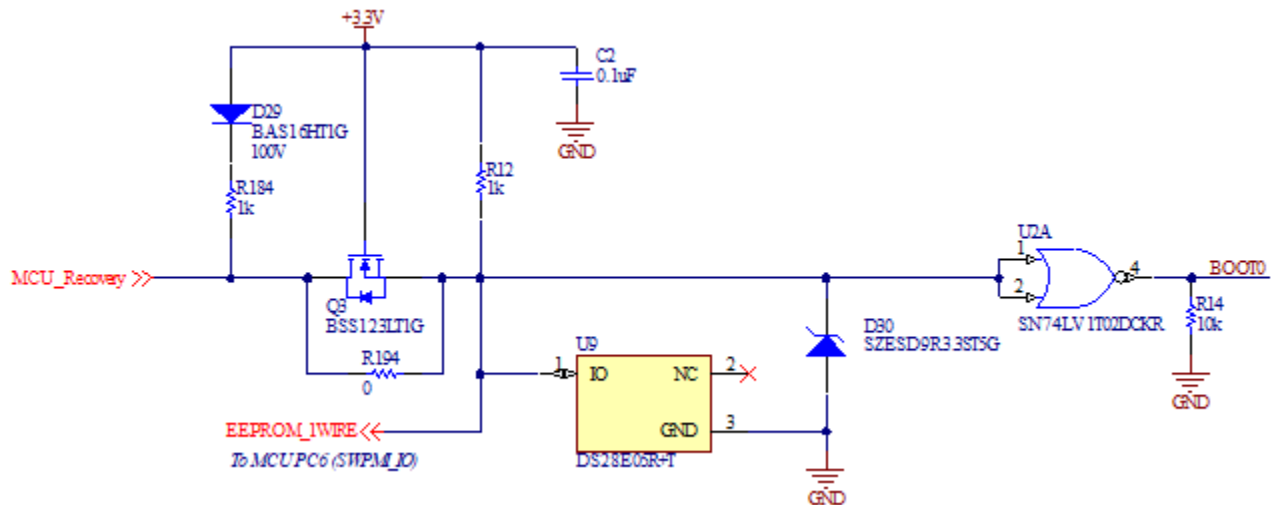 +3.3V
C2
0.1uF
GND
D29
BAS16HT1G
100V
R184
1k
R12
1k
MCU_Recovery
Q3
BSS123LT1G
R194
0
U2A
1
2
4
BOOT0
SN74LV1T02DCKR
R14
10k
GND
D30
SZESD9R3.3ST5G
U9
1
IO
NC
2
GND
3
DS28E05R+T
GND
EEPROM_1WIRE
To MCU PC6 (SWPMI_IO)